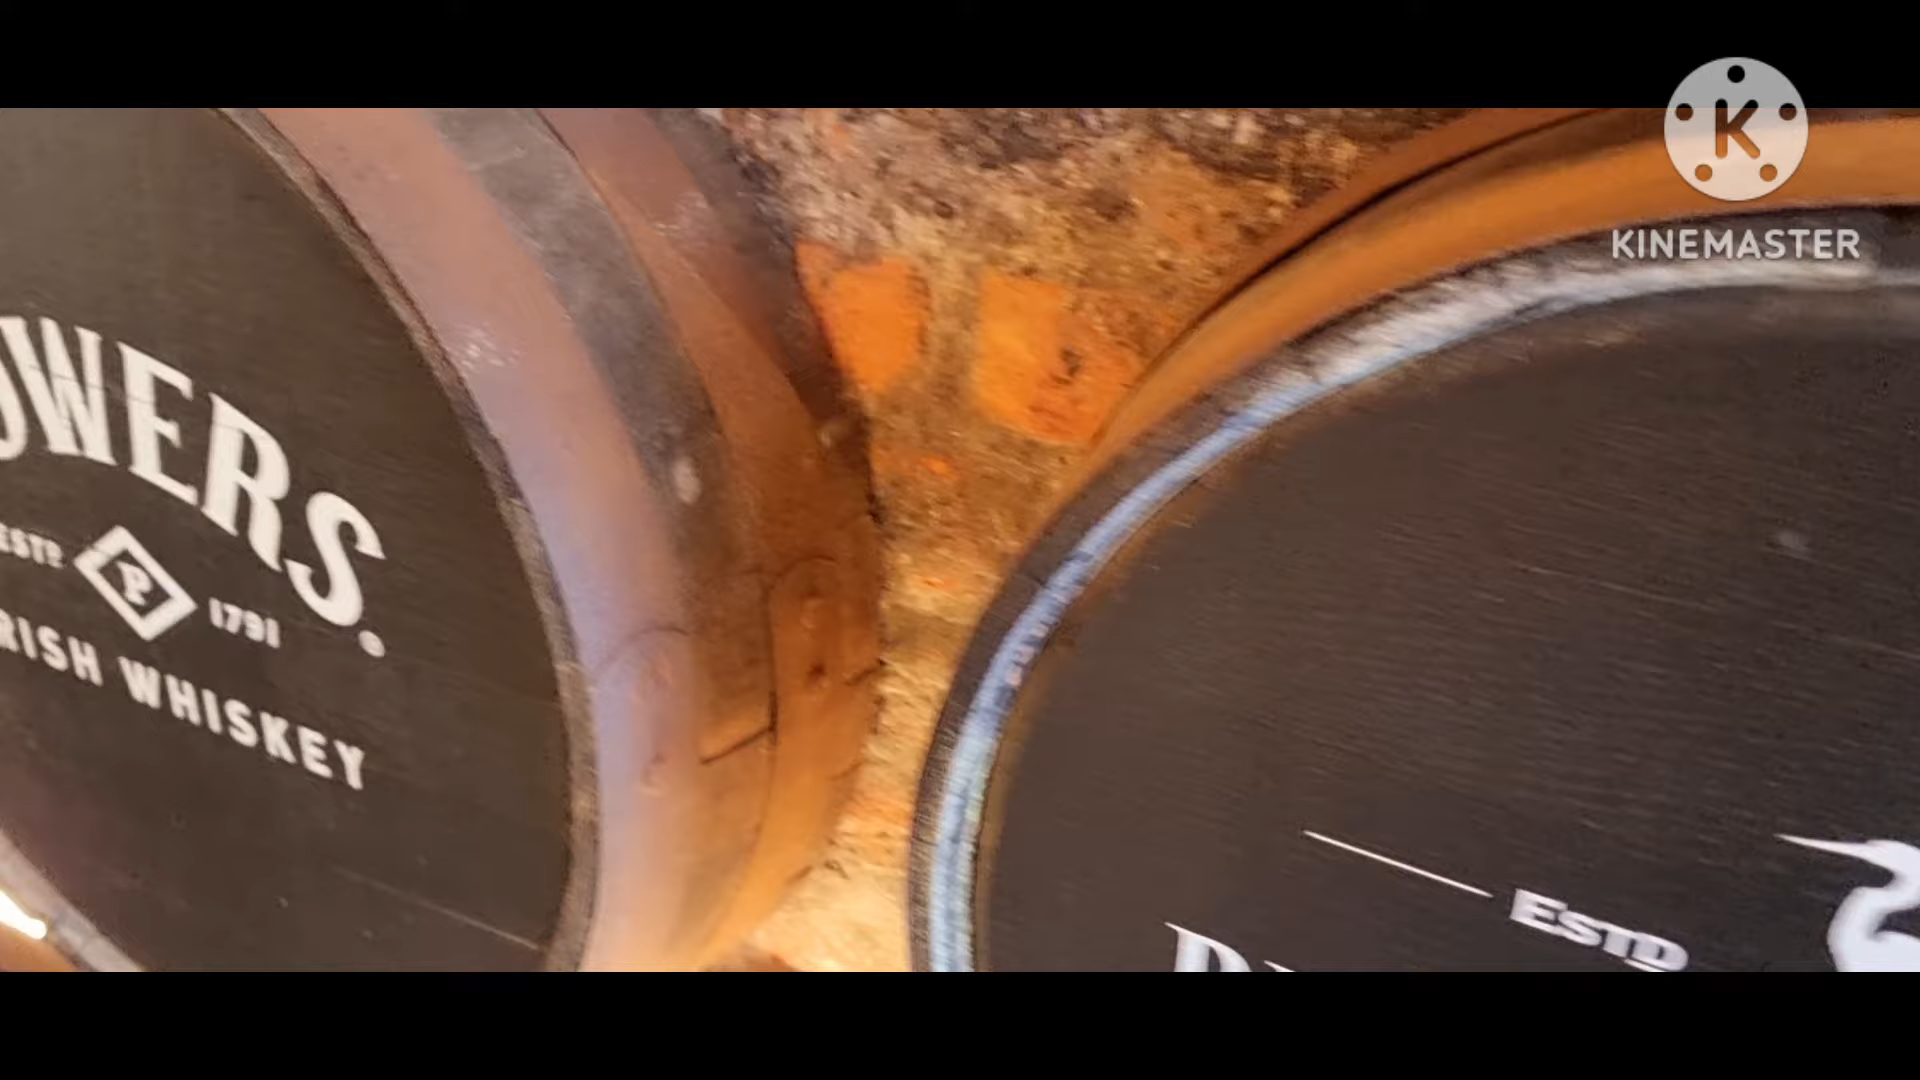 OWERS
ESTD 1791
RISH WHISKEY
ESTD
KINEMASTER